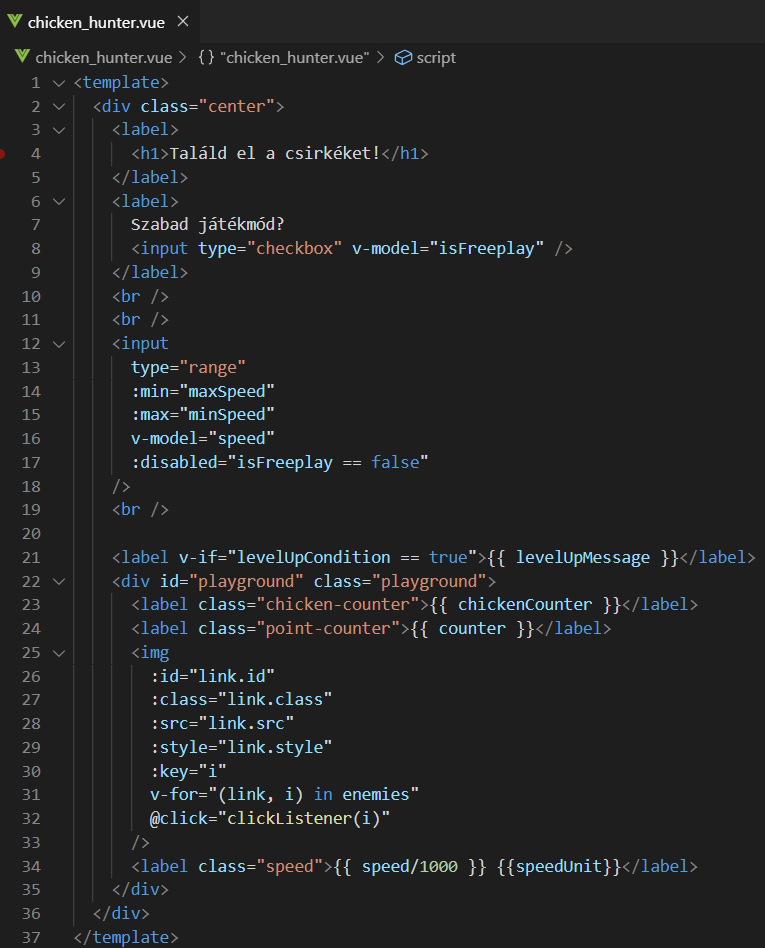 chicken_hunter.vue ×
chicken_hunter.vue > {} "chicken_hunter.vue" > script
1 <template>
2 <div class="center">
3 <label>
4 <h1>Találd el a csirkéket!</h1>
5 </label>
6 <label>
7 Szabad játékmód?
8 <input type="checkbox" v-model="isFreeplay" />
9 </label>
10 <br />
11 <br />
12 <input
13 type="range"
14 :min="maxSpeed"
15 :max="minSpeed"
16 v-model="speed"
17 :disabled="isFreeplay == false"
18 />
19 <br />
20
21 <label v-if="levelUpCondition == true">{{ levelUpMessage }}</label>
22 <div id="playground" class="playground">
23 <label class="chicken-counter">{{ chickenCounter }}</label>
24 <label class="point-counter">{{ counter }}</label>
25 <img
26 :id="link.id"
27 :class="link.class"
28 :src="link.src"
29 :style="link.style"
30 :key="i"
31 v-for="(link, i) in enemies"
32 @click="clickListener(i)"
33 />
34 <label class="speed">{{ speed/1000 }} {{speedUnit}}</label>
35 </div>
36 </div>
37 </template>